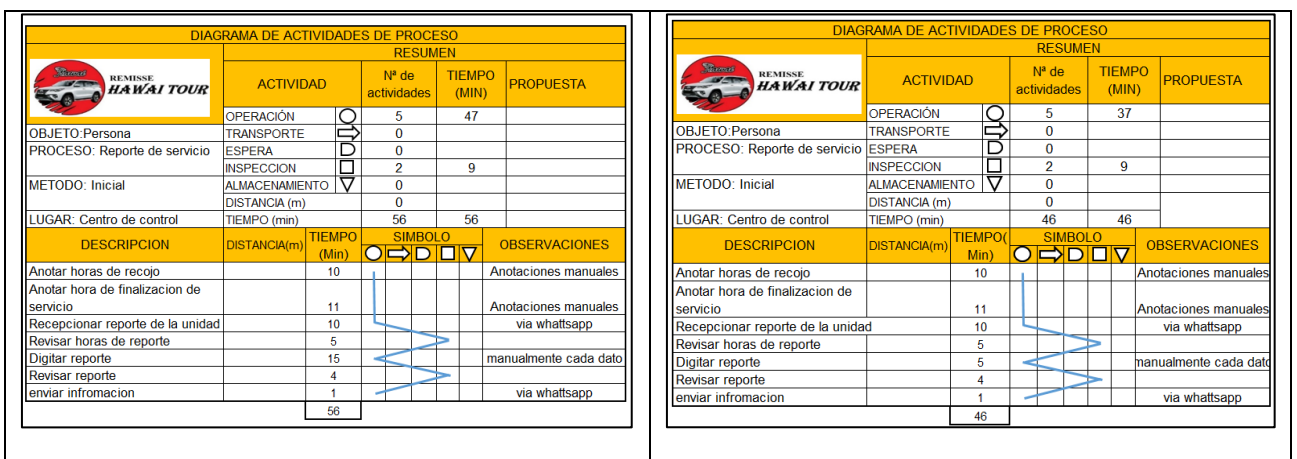 DIAGRAMA DE ACTIVIDADES DE PROCESO
REMISSE
HAWAI TOUR
RESUMEN
ACTIVIDAD Nª de actividades TIEMPO (MIN) PROPUESTA
OPERACIÓN 5 47
OBJETO:Persona TRANSPORTE 0
PROCESO: Reporte de servicio ESPERA 0
INSPECCION 2 9
METODO: Inicial ALMACENAMIENTO 0
DISTANCIA (m) 0
LUGAR: Centro de control TIEMPO (min) 56 56
DESCRIPCION DISTANCIA(m) TIEMPO (Min) SIMBOLO OBSERVACIONES
Anotar horas de recojo 10 Anotaciones manuales
Anotar hora de finalizacion de
servicio 11 Anotaciones manuales
Recepcionar reporte de la unidad 10 via whattsapp
Revisar horas de reporte 5
Digitar reporte 15 manualmente cada dato
Revisar reporte 4
enviar infromacion 1 via whattsapp
56
DIAGRAMA DE ACTIVIDADES DE PROCESO
REMISSE
HAWAI TOUR
RESUMEN
ACTIVIDAD Nª de actividades TIEMPO (MIN) PROPUESTA
OPERACIÓN 5 37
OBJETO:Persona TRANSPORTE 0
PROCESO: Reporte de servicio ESPERA 0
INSPECCION 2 9
METODO: Inicial ALMACENAMIENTO 0
DISTANCIA (m) 0
LUGAR: Centro de control TIEMPO (min) 46 46
DESCRIPCION DISTANCIA(m) TIEMPO( Min) SIMBOLO OBSERVACIONES
Anotar horas de recojo 10 Anotaciones manuales
Anotar hora de finalizacion de
servicio 11 Anotaciones manuales
Recepcionar reporte de la unidad 10 via whattsapp
Revisar horas de reporte 5
Digitar reporte 5 manualmente cada dato
Revisar reporte 4
enviar infromacion 1 via whattsapp
46